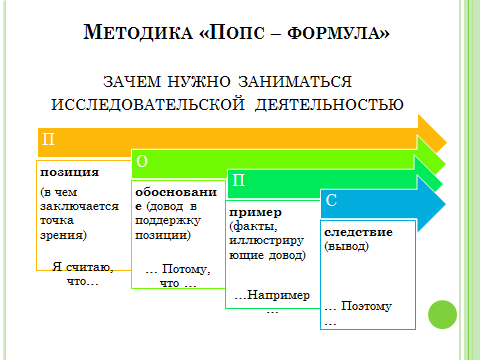 Методика «Попс – формула»
зачем нужно заниматься
исследовательской деятельностью
П
позиция
(в чем
заключается
точка
зрения)
Я считаю,
что…
О
обосновани
е (довод в
поддержку
позиции)
… Потому,
что …
П
пример
(факты,
иллюстриру
ющие довод)
…Например
…
С
следствие
(вывод)
… Поэтому
…